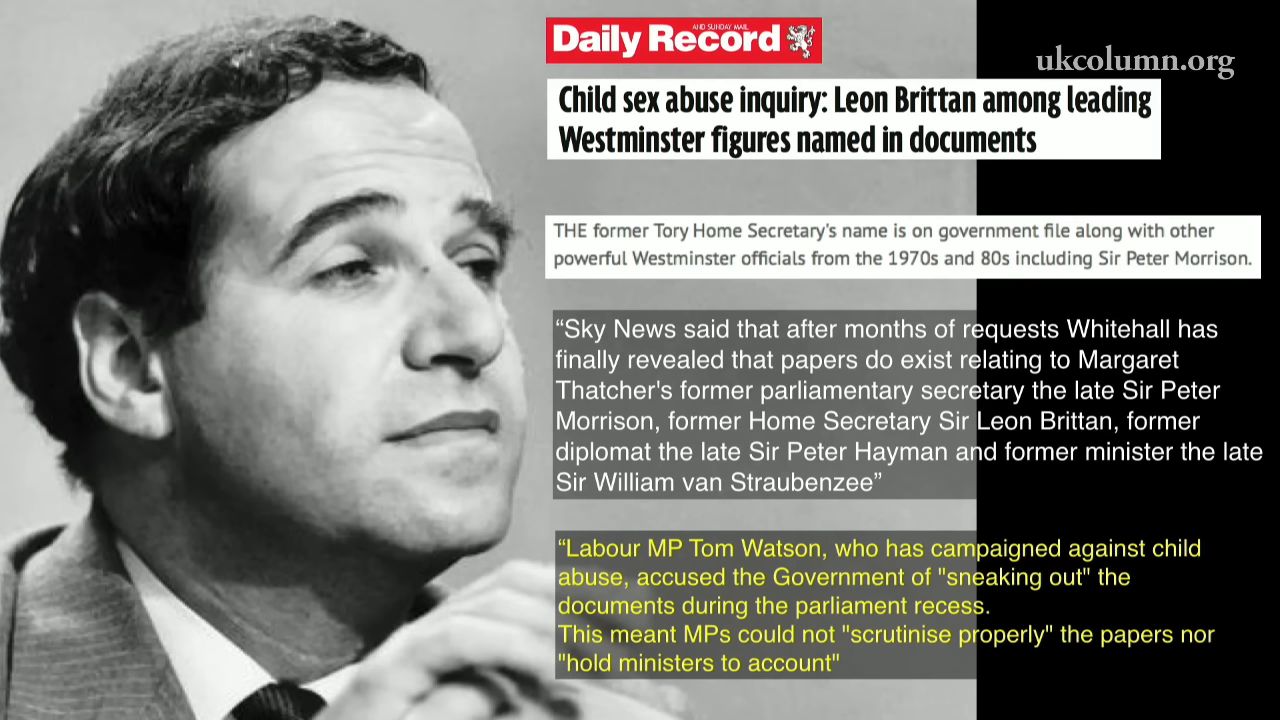 AND SUNDAY MAIL
Daily Record
ukcolumn.org
Child sex abuse inquiry: Leon Brittan among leading
Westminster figures named in documents
THE former Tory Home Secretary's name is on government file along with other
powerful Westminster officials from the 1970s and 80s including Sir Peter Morrison.
“Sky News said that after months of requests Whitehall has
finally revealed that papers do exist relating to Margaret
Thatcher's former parliamentary secretary the late Sir Peter
Morrison, former Home Secretary Sir Leon Brittan, former
diplomat the late Sir Peter Hayman and former minister the late
Sir William van Straubenzee”
“Labour MP Tom Watson, who has campaigned against child
abuse, accused the Government of "sneaking out" the
documents during the parliament recess.
This meant MPs could not "scrutinise properly" the papers nor
"hold ministers to account"